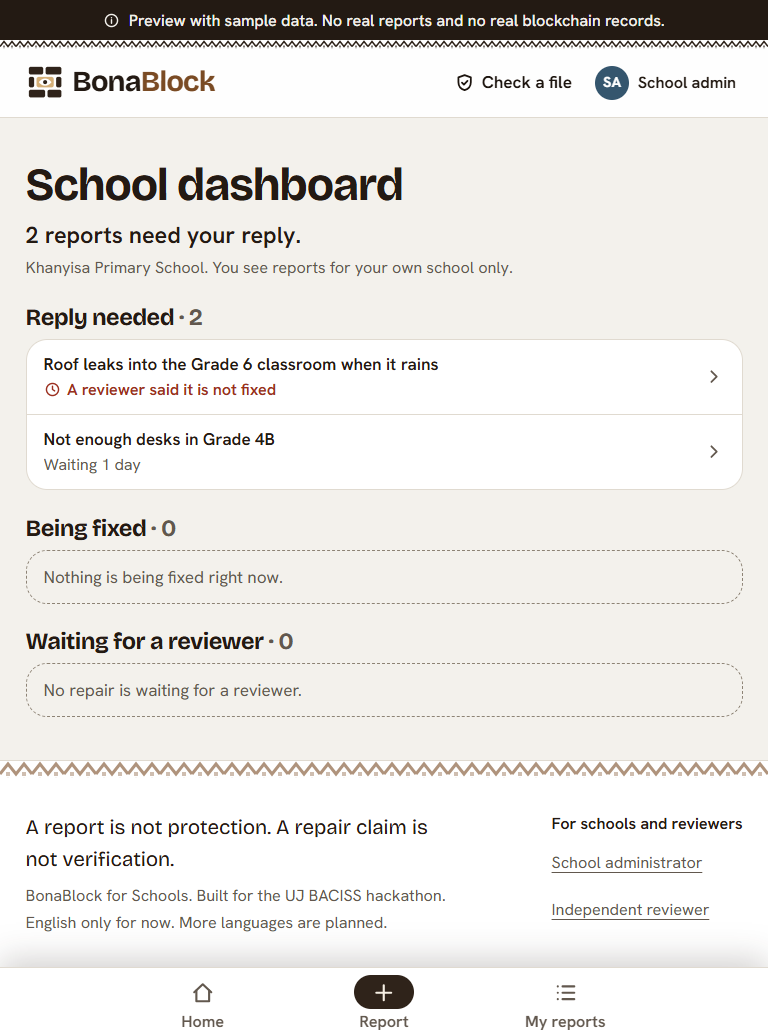 Preview with sample data. No real reports and no real blockchain records.
BonaBlock
Check a file
SA
School admin
School dashboard
2 reports need your reply.
Khanyisa Primary School. You see reports for your own school only.
Reply needed · 2
Roof leaks into the Grade 6 classroom when it rains
A reviewer said it is not fixed
Not enough desks in Grade 4B
Waiting 1 day
Being fixed · 0
Nothing is being fixed right now.
Waiting for a reviewer · 0
No repair is waiting for a reviewer.
A report is not protection. A repair claim is
not verification.
BonaBlock for Schools. Built for the UJ BACISS hackathon.
English only for now. More languages are planned.
For schools and reviewers
School administrator
Independent reviewer
Home
Report
My reports